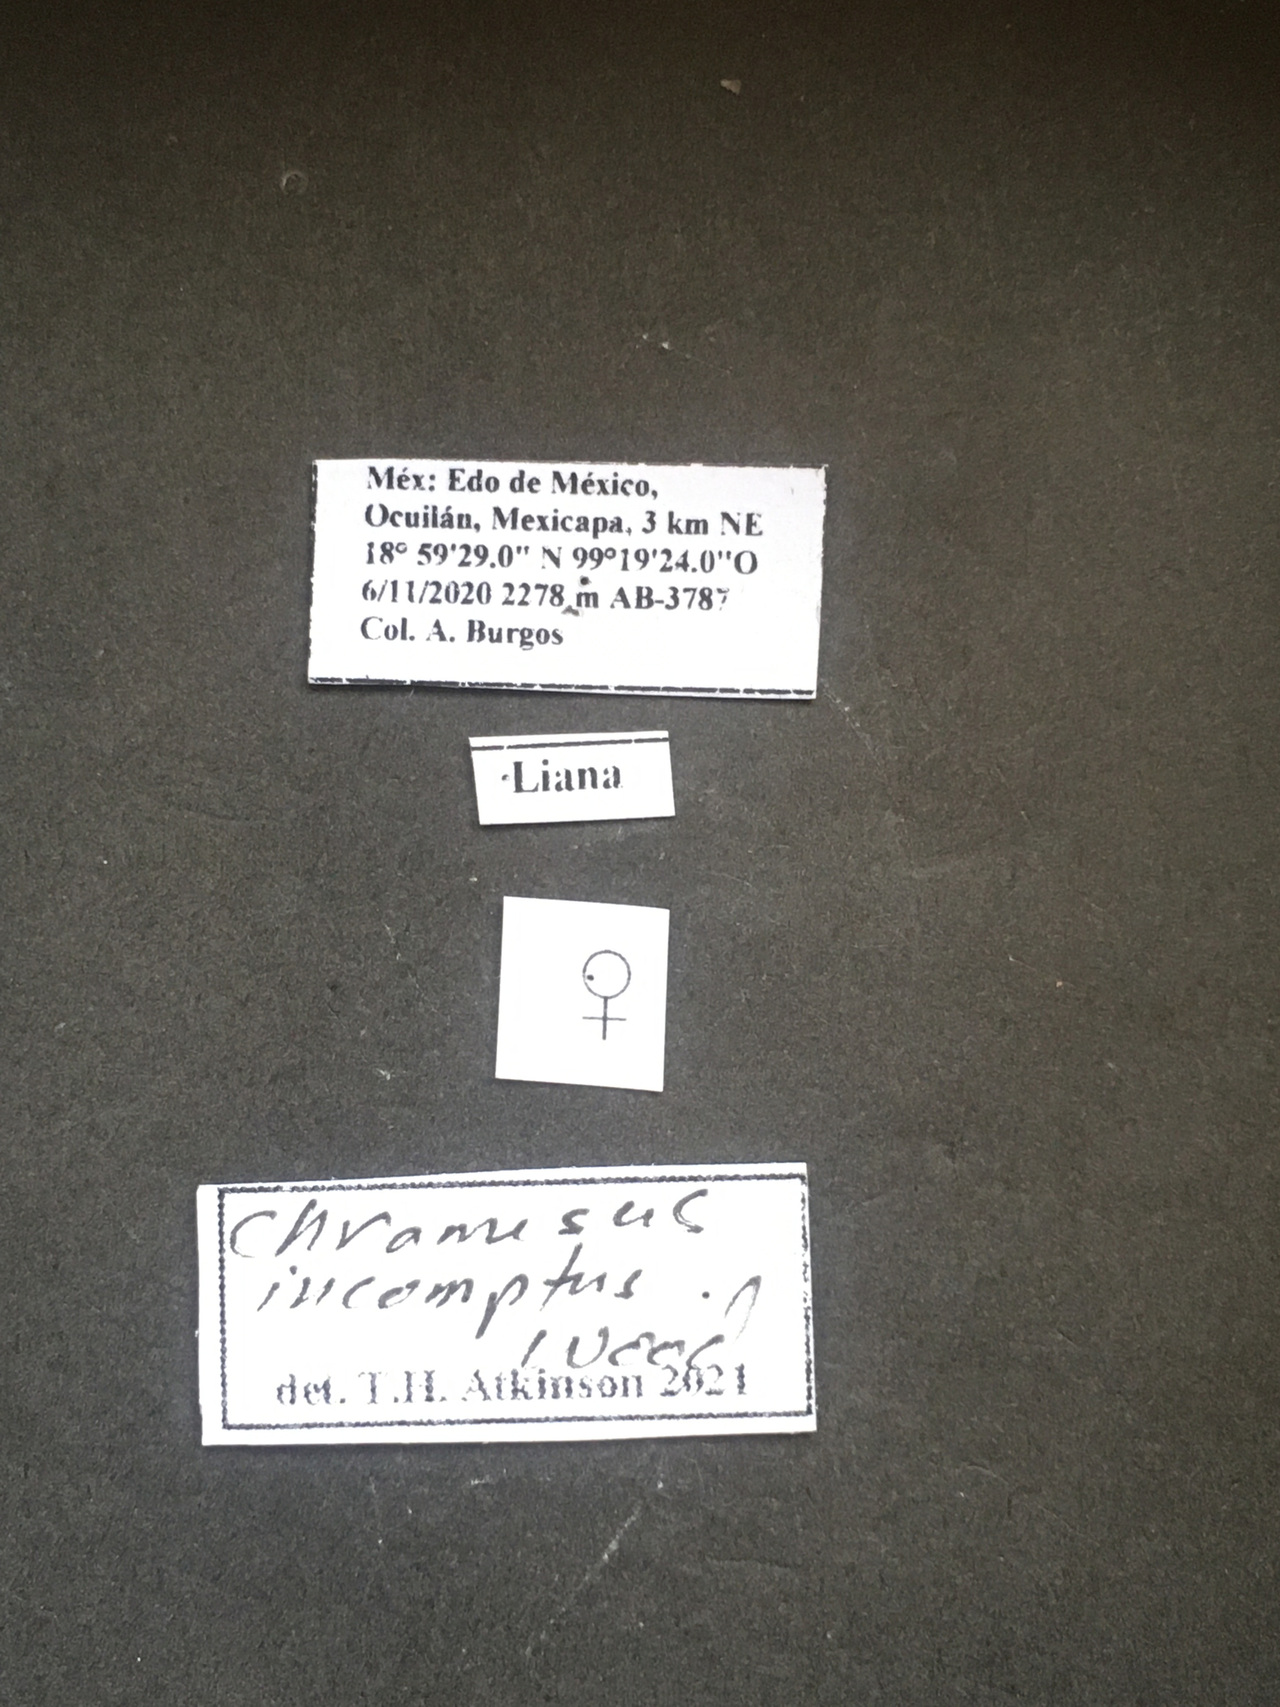 Méx: Edo de México,
Ocuilán, Mexicapa, 3 km NE
18° 59'29.0" N 99°19'24.0"O
6/11/2020 2278 m AB-3787
Col. A. Burgos
Liana
♀
Chramesus
incomptus
Wood
det. T.H. Atkinson 2021